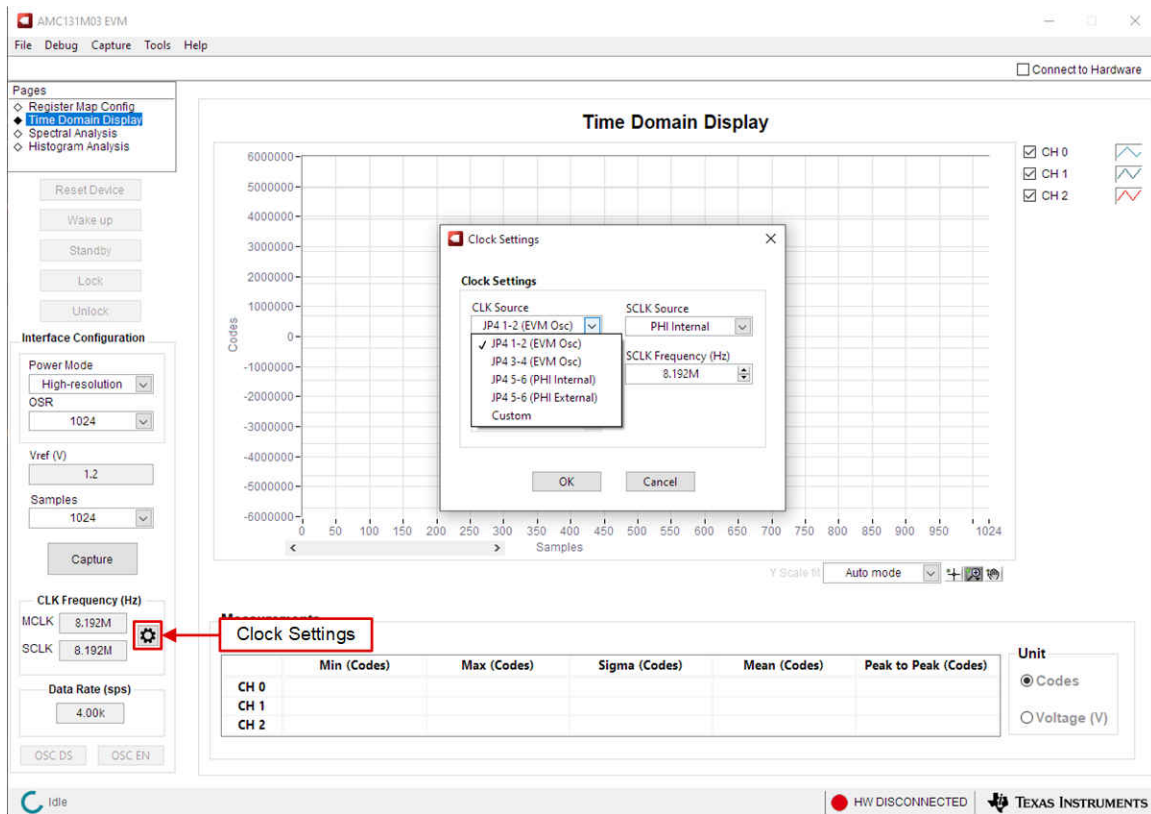 AMC131M03 EVM
File Debug Capture Tools Help
Connect to Hardware
Pages
Register Map Config
Time Domain Display
Spectral Analysis
Histogram Analysis
Reset Device
Wake up
Standby
Lock
Unlock
Interface Configuration
Power Mode
High-resolution
OSR
1024
Vref (V)
1.2
Samples
1024
Capture
CLK Frequency (Hz)
MCLK 8.192M
SCLK 8.192M
Data Rate (sps)
4.00k
OSC DS OSC EN
Time Domain Display
CH 0
CH 1
CH 2
Codes
6000000
5000000
4000000
3000000
2000000
1000000
0
-1000000
-2000000
-3000000
-4000000
-5000000
-6000000
0 50 100 150 200 250 300 350 400 450 500 550 600 650 700 750 800 850 900 950 1024
Samples
Y Scale fit Auto mode
Clock Settings
Clock Settings
CLK Source
JP4 1-2 (EVM Osc)
JP4 1-2 (EVM Osc)
JP4 3-4 (EVM Osc)
JP4 5-6 (PHI Internal)
JP4 5-6 (PHI External)
Custom
SCLK Source
PHI Internal
SCLK Frequency (Hz)
8.192M
OK Cancel
Clock Settings
Min (Codes) Max (Codes) Sigma (Codes) Mean (Codes) Peak to Peak (Codes)
CH 0
CH 1
CH 2
Unit
Codes
Voltage (V)
Idle
HW DISCONNECTED
TEXAS INSTRUMENTS